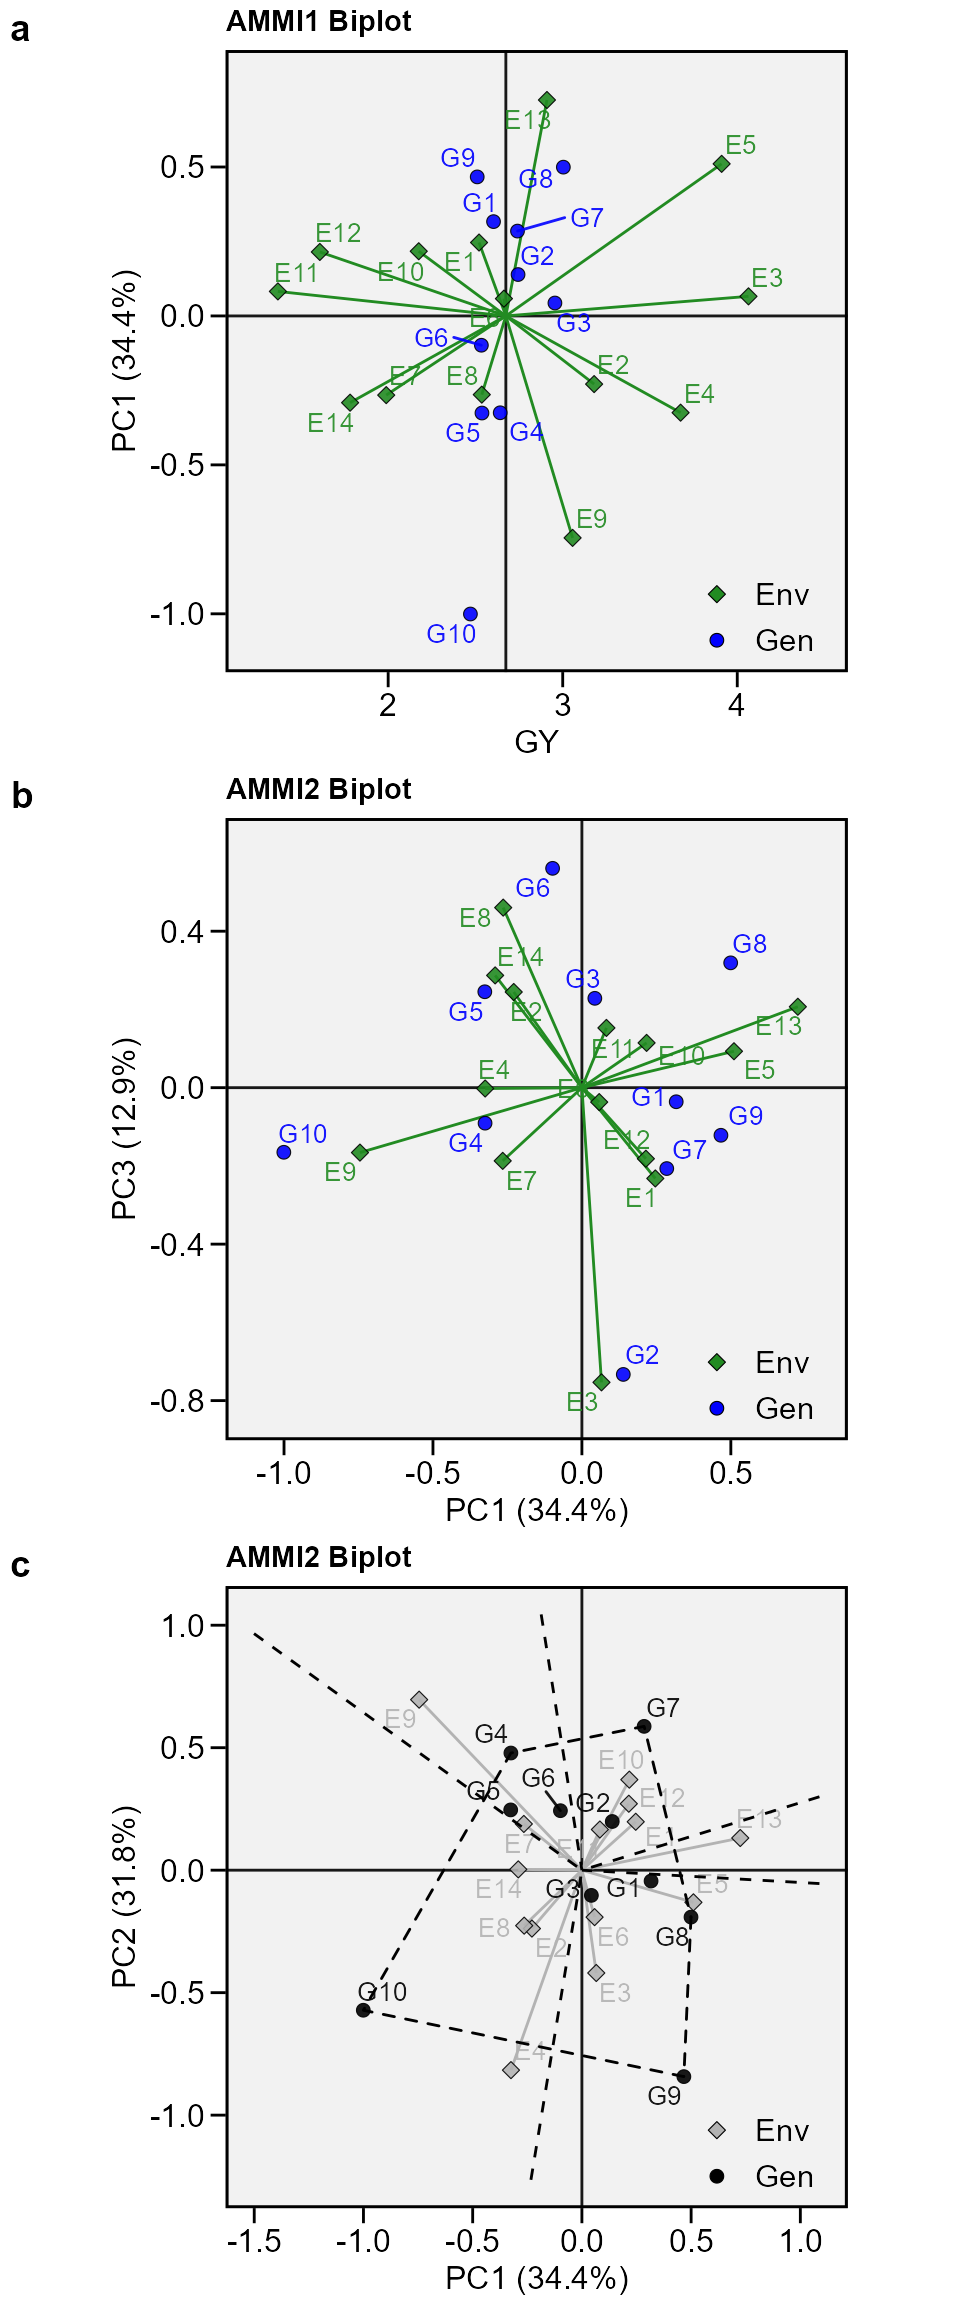 a
AMMI1 Biplot
E13
E5
G9
G8
G1
G7
E12
E1
G2
E11
E10
E3
G3
G6
E2
E7
E8
E4
E14
G5
G4
E9
G10
0.5
0.0
-0.5
-1.0
PC1 (34.4%)
Env
Gen
2
3
4
GY
b
AMMI2 Biplot
G6
E8
G8
E14
G3
G5
E2
E13
E11
E10
E4
E5
G1
G9
G10
G4
E12
G7
E9
E7
E1
G2
E3
0.4
0.0
-0.4
-0.8
PC3 (12.9%)
Env
Gen
-1.0
-0.5
0.0
0.5
PC1 (34.4%)
c
AMMI2 Biplot
E9
G7
G4
E10
G6
G5
G2
E12
E13
E7
E14
G3
G1
E5
E8
E2
E6
G8
E3
G10
E4
G9
1.0
0.5
0.0
-0.5
-1.0
PC2 (31.8%)
Env
Gen
-1.5
-1.0
-0.5
0.0
0.5
1.0
PC1 (34.4%)